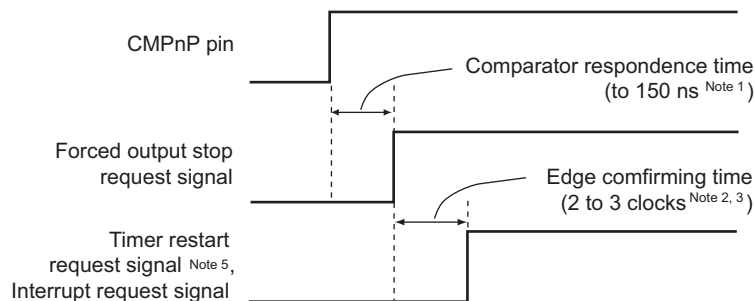 CMPnP pin
Comparator respondence time
(to 150 ns Note 1)
Forced output stop
request signal
Edge comfirming time
(2 to 3 clocks Note 2, 3)
Timer restart
request signal Note 5,
Interrupt request signal